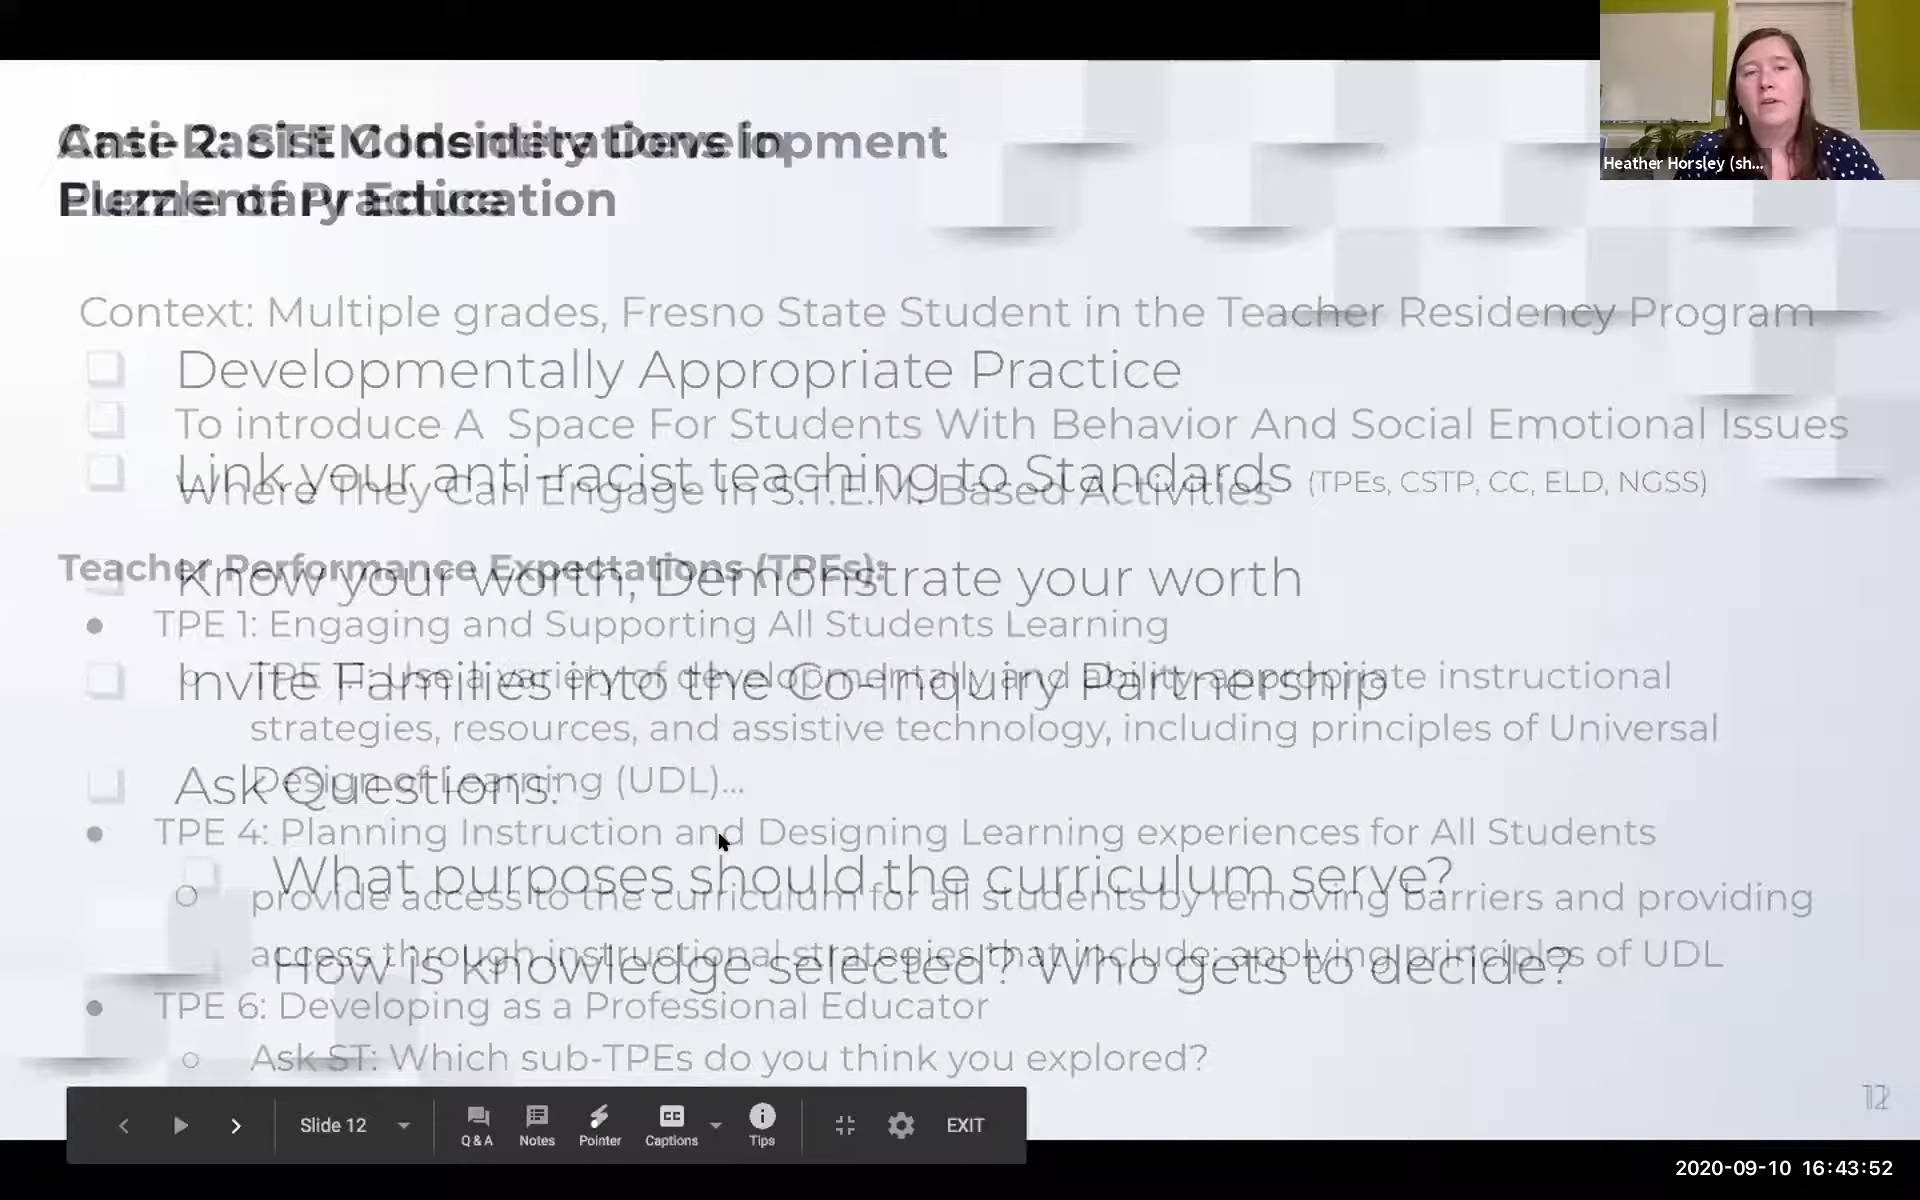 Heather Horsley (sh...
Anti-Racist Considerations in
Elementary Education
Case 2: STEM Identity Development
Puzzle of Practice
Context: Multiple grades, Fresno State Student in the Teacher Residency Program
Developmentally Appropriate Practice
To introduce A Space For Students With Behavior And Social Emotional Issues
Link your anti-racist teaching to Standards (TPEs, CSTP, CC, ELD, NGSS)
Where They Can Engage In S.T.E.M. Based Activities
Teacher Performance Expectations (TPEs):
Know your worth, Demonstrate your worth
TPE 1: Engaging and Supporting All Students Learning
Use a variety of developmentally and ability-appropriate instructional
Invite Families into the Co-Inquiry Partnership
strategies, resources, and assistive technology, including principles of Universal
Design of Learning (UDL)...
Ask Questions:
TPE 4: Planning Instruction and Designing Learning experiences for All Students
What purposes should the curriculum serve?
provide access to the curriculum for all students by removing barriers and providing
access through instructional strategies that include: applying principles of UDL
How is knowledge selected? Who gets to decide?
TPE 6: Developing as a Professional Educator
Ask ST: Which sub-TPEs do you think you explored?
12
Slide 12
Q & A
Notes
Pointer
CC
Captions
Tips
EXIT
2020-09-10 16:43:52